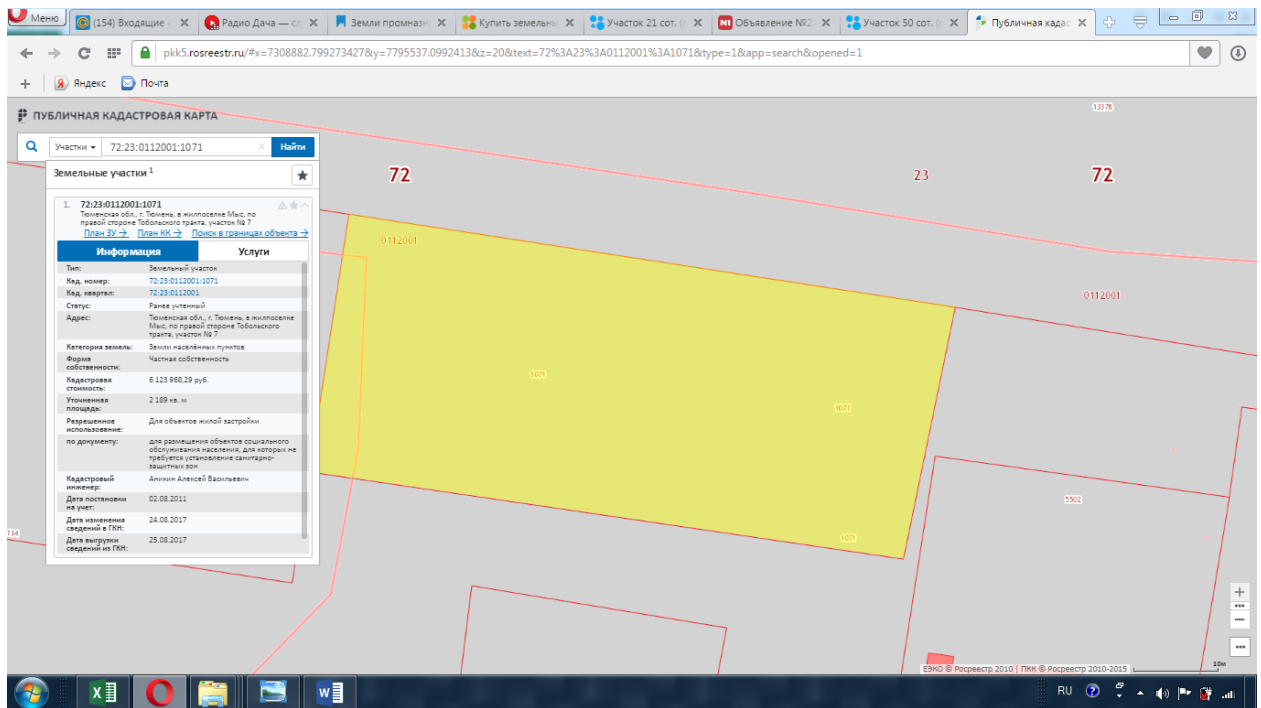 Меню
(154) Входящие -
Радио Дача — сл
Земли промназн
Купить земельны
Участок 21 сот. (п
N1 Объявление №22
Участок 50 сот. (п
Публичная кадас
pkk5.rosreestr.ru/#x=7308882.799273427&y=7795537.0992413&z=20&text=72%3A23%3A0112001%3A1071&type=1&app=search&opened=1
Яндекс Почта
ПУБЛИЧНАЯ КАДАСТРОВАЯ КАРТА
Участки 72:23:0112001:1071 × Найти
Земельные участки 1
1. 72:23:0112001:1071
Тюменская обл., г. Тюмень, в жилпоселке Мыс, по
правой стороне Тобольского тракта, участок № 7
План ЗУ → План КК → Поиск в границах объекта →
Информация Услуги
Тип: Земельный участок
Кад. номер: 72:23:0112001:1071
Кад. квартал: 72:23:0112001
Статус: Ранее учтенный
Адрес: Тюменская обл., г. Тюмень, в жилпоселке
Мыс, по правой стороне Тобольского
тракта, участок № 7
Категория земель: Земли населённых пунктов
Форма Частная собственность
собственности:
Кадастровая 6 123 968,29 руб.
стоимость:
Уточненная 2 189 кв. м
площадь:
Разрешенное Для объектов жилой застройки
использование:
по документу: для размещения объектов социального
обслуживания населения, для которых не
требуется установление санитарно-
защитных зон
Кадастровый Аникин Алексей Васильевич
инженер:
Дата постановки 02.08.2011
на учет:
Дата изменения 24.08.2017
сведений в ГКН:
Дата выгрузки 25.08.2017
сведений из ГКН:
13378
72
23
72
0112001
0112001
1071
1071
5502
1071
10м
ЕЭКО © Росреестр 2010 | ПКК © Росреестр 2010-2015
RU